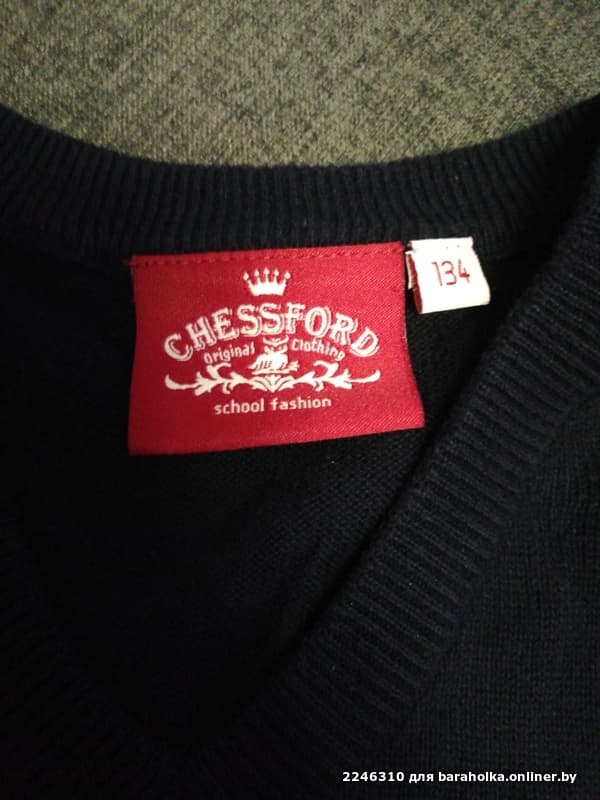 CHESSFORD
Original Clothing
school fashion
134
2246310 для baraholka.onliner.by